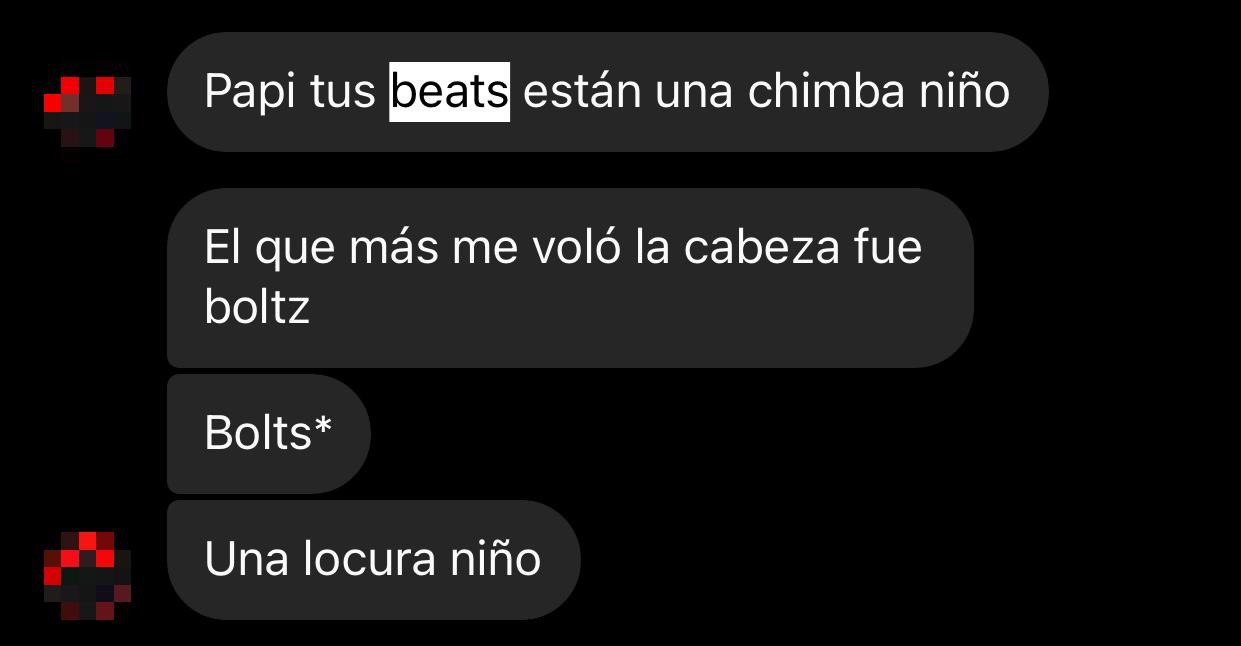 Papi tus beats están una chimba niño
El que más me voló la cabeza fue
boltz
Bolts*
Una locura niño